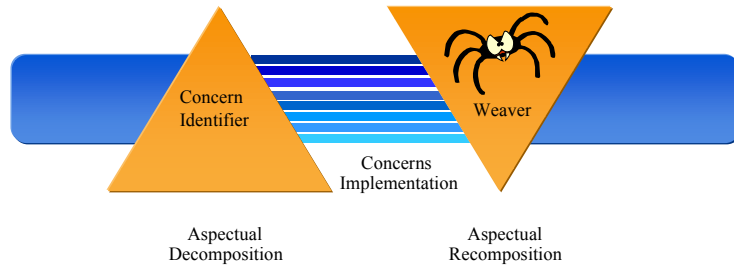 Concern
Identifier
Weaver
Concerns
Implementation
Aspectual
Decomposition
Aspectual
Recomposition